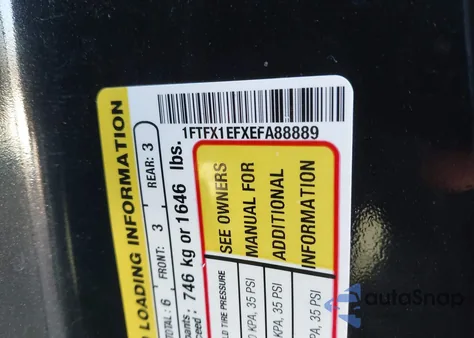 1FTFX1EFXEFA88889
LOADING INFORMATION
TOTAL: 6 FRONT: 3 REAR: 3
746 kg or 1646 lbs.
TIRE PRESSURE
KPA, 35 PSI
KPA, 35 PSI
KPA, 35 PSI
SEE OWNERS
MANUAL FOR
ADDITIONAL
INFORMATION
autoSnap